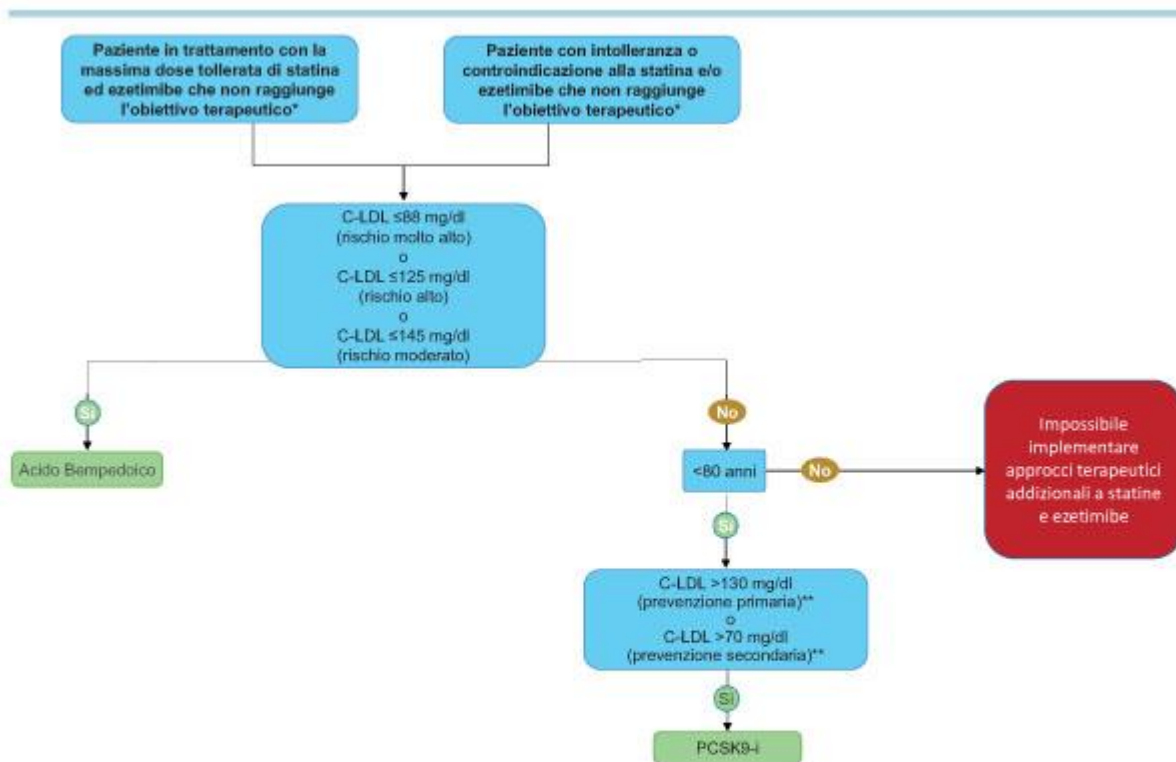 Paziente in trattamento con la
massima dose tollerata di statina
ed ezetimibe che non raggiunge
l'obiettivo terapeutico*
Paziente con intolleranza o
controindicazione alla statina e/o
ezetimibe che non raggiunge
l'obiettivo terapeutico*
C-LDL ≤88 mg/dl
(rischio molto alto)
o
C-LDL ≤125 mg/dl
(rischio alto)
o
C-LDL ≤145 mg/dl
(rischio moderato)
Si
No
Acido Bempedoico
<80 anni
No
Impossibile
implementare
approcci terapeutici
addizionali a statine
e ezetimibe
Si
C-LDL >130 mg/dl
(prevenzione primaria)**
o
C-LDL >70 mg/dl
(prevenzione secondaria)**
Si
PCSK9-i